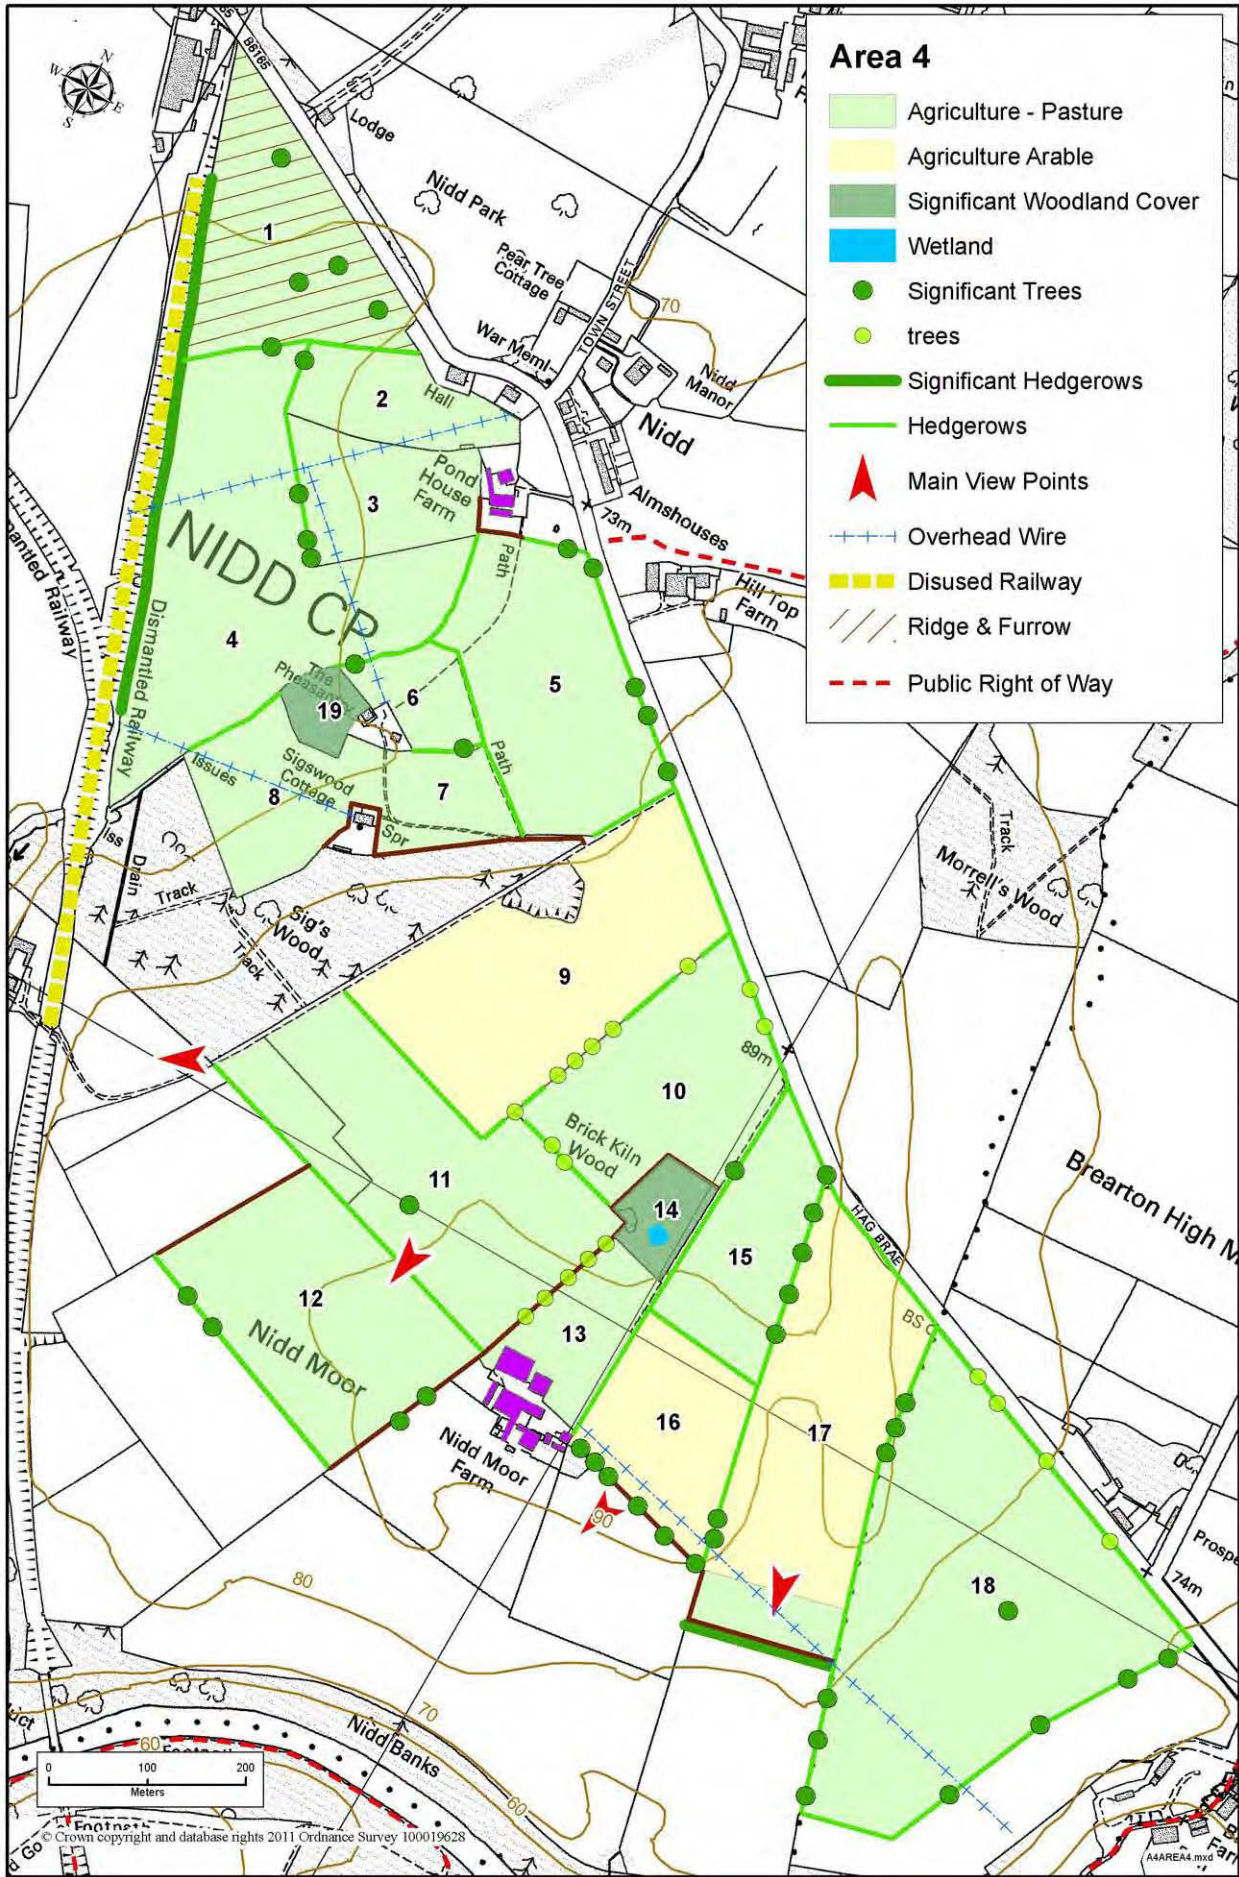 Area 4
Agriculture - Pasture
Agriculture Arable
Significant Woodland Cover
Wetland
Significant Trees
trees
Significant Hedgerows
Hedgerows
Main View Points
Overhead Wire
Disused Railway
Ridge & Furrow
Public Right of Way
N
W
E
S
B6165
Lodge
Nidd Park
1
Pear Tree
Cottage
TOWN STREET
70
War Meml
Nidd
Manor
2
Hall
Nidd
Pond
House
Farm
3
Almshouses
73m
Path
Hill Top
Farm
NIDD CP
Dismantled Railway
4
The
6
5
19
Path
Issues
Sigswood
Cottage
8
7
Spr
Iss
Drain
Track
Sig's
Wood
Track
Track
Morrell's Wood
9
89m
10
Brick Kiln
Wood
11
14
Brearton High M
HAG BRAE
15
12
Nidd Moor
13
BS
16
17
Nidd Moor
Farm
90
80
18
74m
70
Nidd Banks
60
60
0 100 200
Meters
Footpath
© Crown copyright and database rights 2011 Ordnance Survey 100019628
A4AREA4.mxd